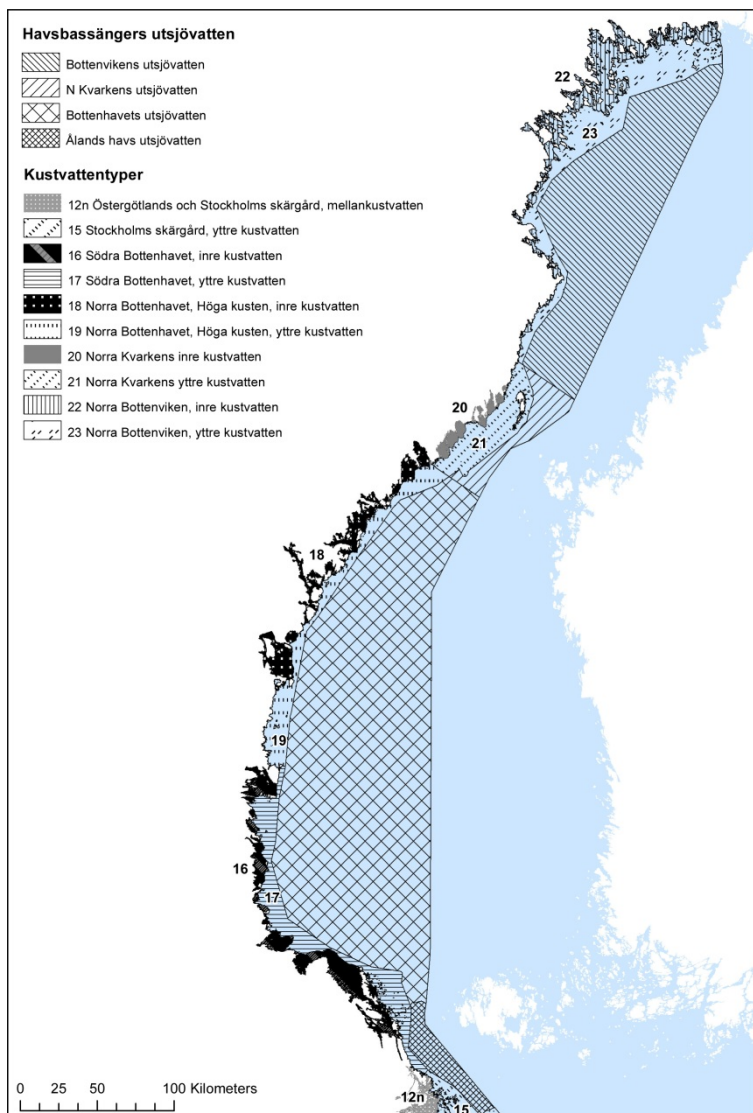 Havsbassängers utsjövatten
Bottenvikens utsjövatten
N Kvarkens utsjövatten
Bottenhavets utsjövatten
Ålands havs utsjövatten
Kustvattentyper
12n Östergötlands och Stockholms skärgård, mellankustvatten
15 Stockholms skärgård, yttre kustvatten
16 Södra Bottenhavet, inre kustvatten
17 Södra Bottenhavet, yttre kustvatten
18 Norra Bottenhavet, Höga kusten, inre kustvatten
19 Norra Bottenhavet, Höga kusten, yttre kustvatten
20 Norra Kvarkens inre kustvatten
21 Norra Kvarkens yttre kustvatten
22 Norra Bottenviken, inre kustvatten
23 Norra Bottenviken, yttre kustvatten
22
23
20
21
18
19
16
17
12n
15
0 25 50 100 Kilometers